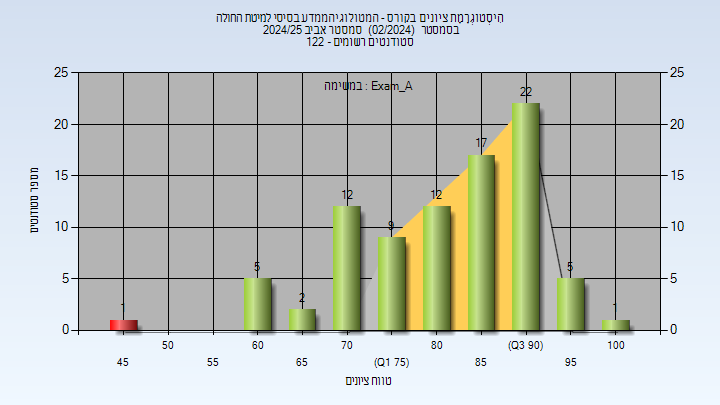 הִיסְטוֹגְרָמַת ציונים בקורס - המטולוגיה ממדע בסיסי למיטת החולה
בסמסטר (02/2024) סמסטר אביב 2024/25
סטודנטים רשומים - 122
במשימה : Exam_A
מספר סטודנטים
25 25
20 20
15 15
10 10
5 5
0 0
1 5 2 12 9 12 17 22 5 1
50 60 70 80 (Q3 90) 100
45 55 65 (Q1 75) 85 95
טווח ציונים